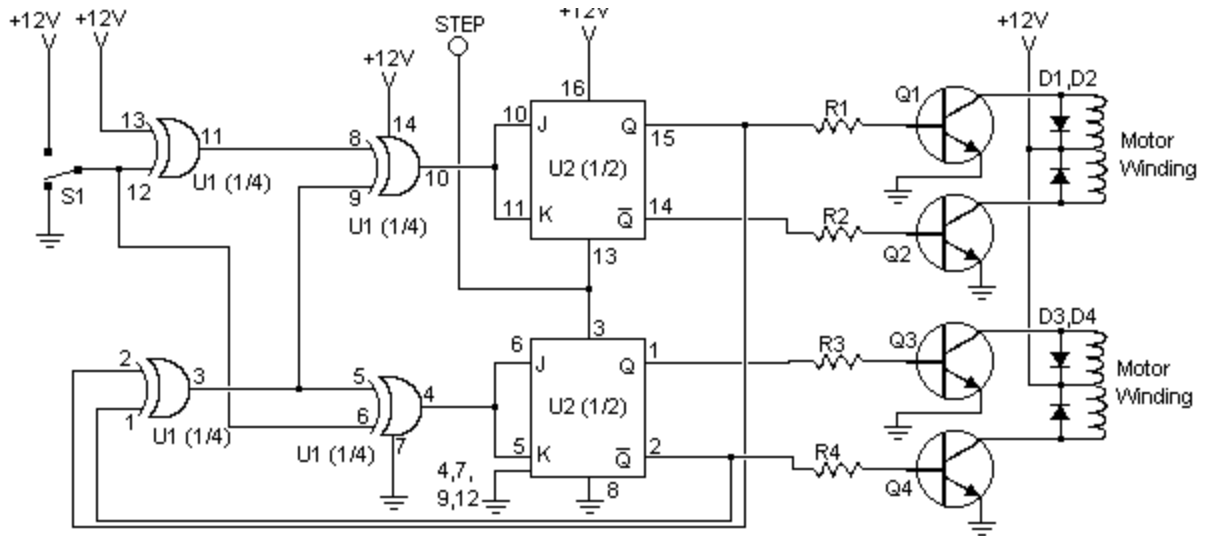 +12V
+12V
STEP
+12V
+12V
+12V
D1,D2
Q1
R1
13
11
12
U1 (1/4)
S1
14
8
9
10
U1 (1/4)
16
10
J
Q
15
U2 (1/2)
11
K
Q̅
14
13
Motor
Winding
R2
Q2
D3,D4
Q3
R3
2
3
1
U1 (1/4)
5
4
6
7
U1 (1/4)
3
6
J
Q
1
U2 (1/2)
5
K
Q̅
2
8
4,7,
9,12
Motor
Winding
R4
Q4